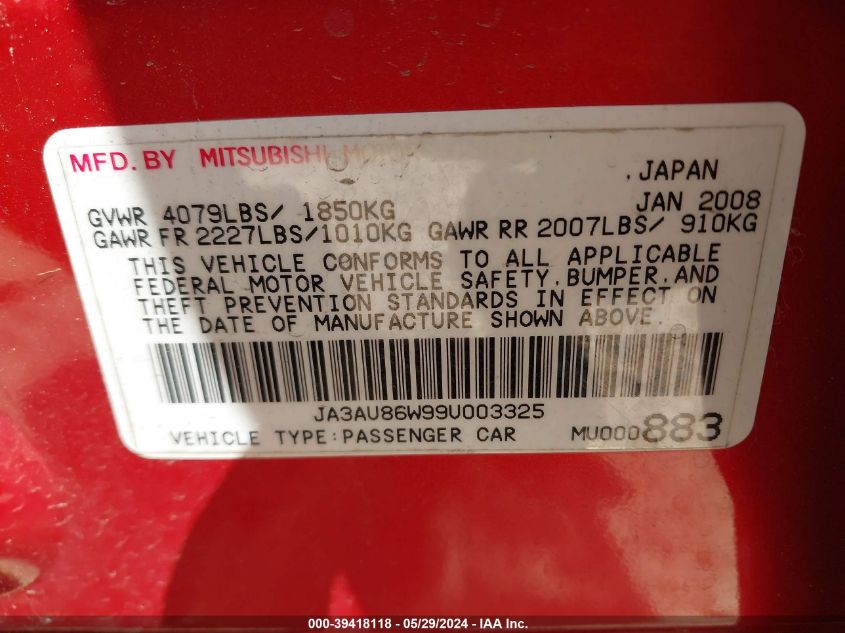 MFD. BY MITSUBISHI MOTORS
, JAPAN
JAN 2008
GVWR 4079LBS/ 1850KG
GAWR FR 2227LBS/1010KG GAWR RR 2007LBS/ 910KG
THIS VEHICLE CONFORMS TO ALL APPLICABLE
FEDERAL MOTOR VEHICLE SAFETY, BUMPER, AND
THEFT PREVENTION STANDARDS IN EFFECT ON
THE DATE OF MANUFACTURE SHOWN ABOVE.
JA3AU86W99U003325
VEHICLE TYPE: PASSENGER CAR MU000883
000-39418118 - 05/29/2024 - IAA Inc.